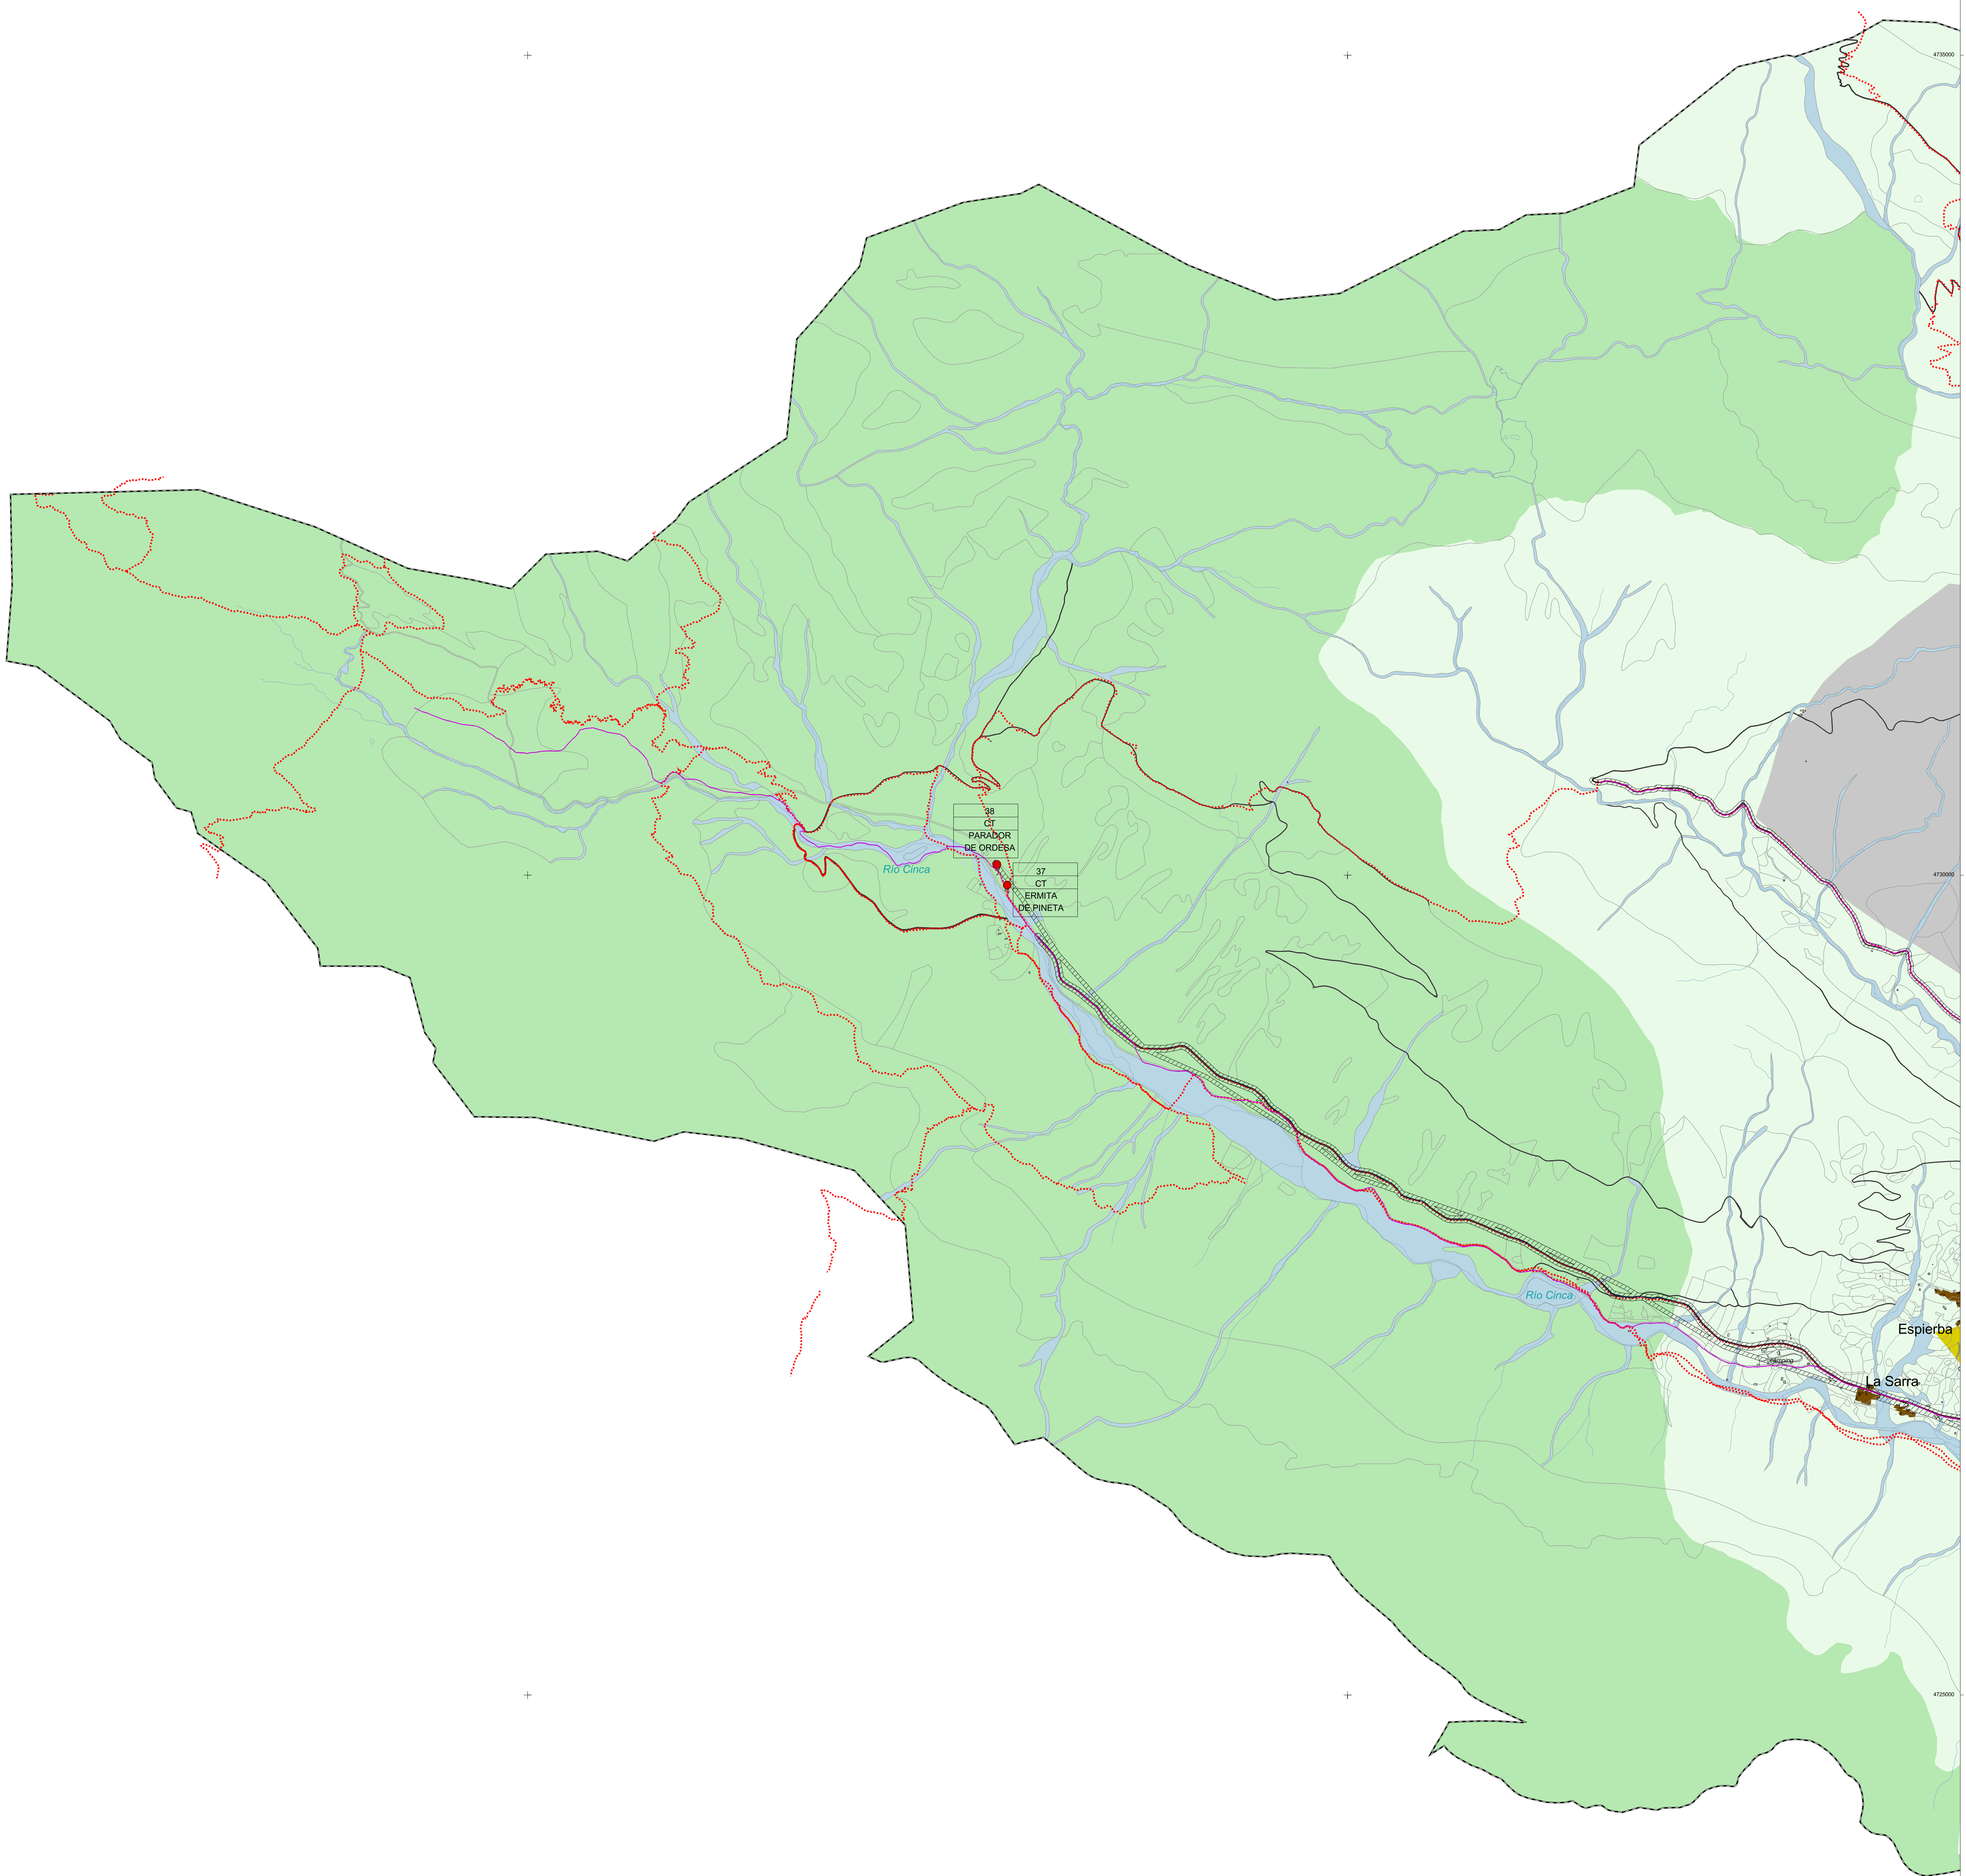 4735000
38
CT
PARADOR
DE ORDESA
Río Cinca
37
CT
ERMITA
DE PINETA
4730000
Río Cinca
Espierba
Camping
La Sarra
4725000